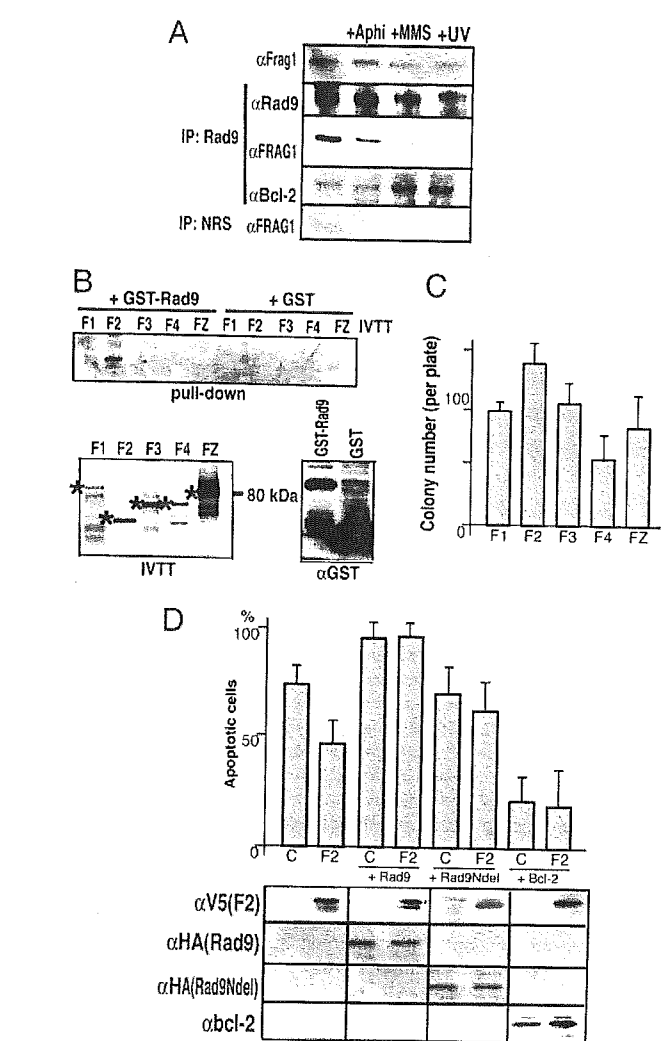 A
+Aphi +MMS +UV
αFrag1
αRad9
IP: Rad9
αFRAG1
αBcl-2
IP: NRS αFRAG1
B
+ GST-Rad9 + GST
F1 F2 F3 F4 FZ F1 F2 F3 F4 FZ IVTT
pull-down
F1 F2 F3 F4 FZ
* * * * *
80 kDa
IVTT
GST-Rad9
GST
αGST
C
Colony number (per plate)
100
0
F1 F2 F3 F4 FZ
D
%
100
50
0
Apoptotic cells
C F2 C F2 C F2 C F2
+ Rad9 + Rad9Ndel + Bcl-2
αV5(F2)
αHA(Rad9)
αHA(Rad9Ndel)
αbcl-2